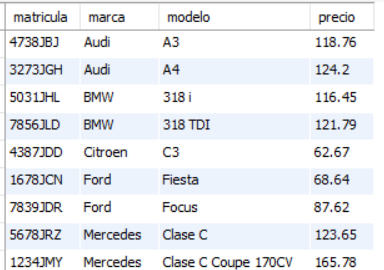 matricula marca modelo precio
4738JBJ Audi A3 118.76
3273JGH Audi A4 124.2
5031JHL BMW 318 i 116.45
7856JLD BMW 318 TDI 121.79
4387JDD Citroen C3 62.67
1678JCN Ford Fiesta 68.64
7839JDR Ford Focus 87.62
5678JRZ Mercedes Clase C 123.65
1234JMY Mercedes Clase C Coupe 170CV 165.78